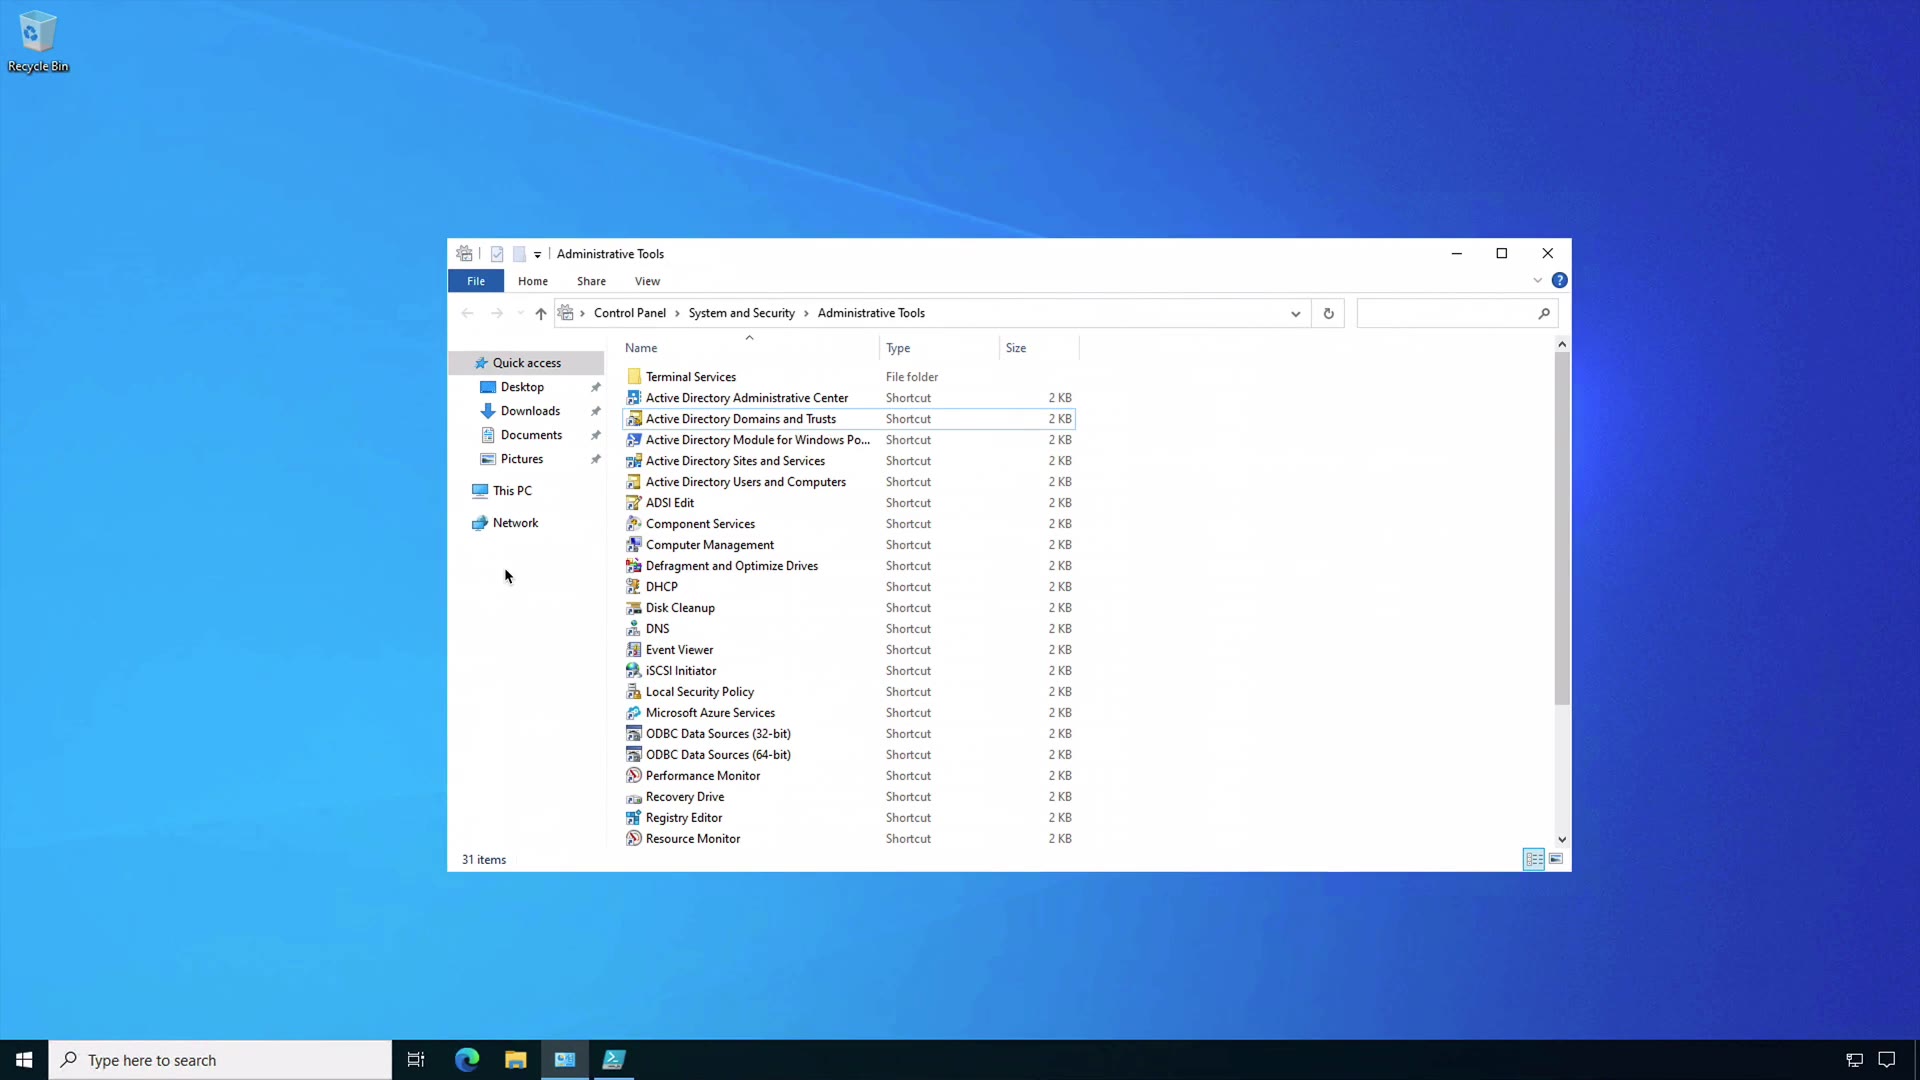 Recycle Bin
Administrative Tools
File Home Share View
Control Panel System and Security Administrative Tools
Name Type Size
Quick access
Desktop
Downloads
Documents
Pictures
This PC
Network
Terminal Services File folder
Active Directory Administrative Center Shortcut 2 KB
Active Directory Domains and Trusts Shortcut 2 KB
Active Directory Module for Windows Po... Shortcut 2 KB
Active Directory Sites and Services Shortcut 2 KB
Active Directory Users and Computers Shortcut 2 KB
ADSI Edit Shortcut 2 KB
Component Services Shortcut 2 KB
Computer Management Shortcut 2 KB
Defragment and Optimize Drives Shortcut 2 KB
DHCP Shortcut 2 KB
Disk Cleanup Shortcut 2 KB
DNS Shortcut 2 KB
Event Viewer Shortcut 2 KB
iSCSI Initiator Shortcut 2 KB
Local Security Policy Shortcut 2 KB
Microsoft Azure Services Shortcut 2 KB
ODBC Data Sources (32-bit) Shortcut 2 KB
ODBC Data Sources (64-bit) Shortcut 2 KB
Performance Monitor Shortcut 2 KB
Recovery Drive Shortcut 2 KB
Registry Editor Shortcut 2 KB
Resource Monitor Shortcut 2 KB
31 items
Type here to search